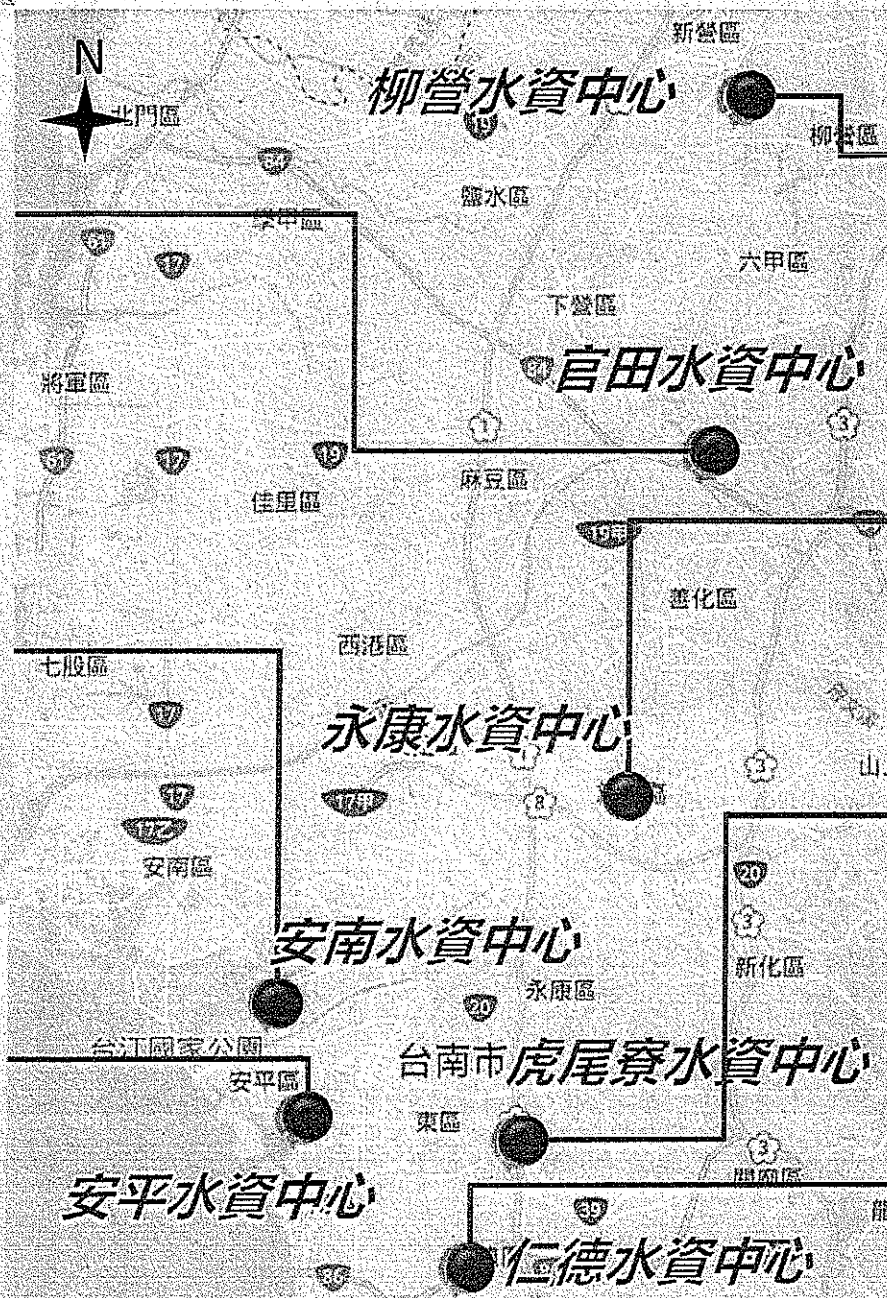 新營區
N
柳營水資中心
北門區
19
柳營區
84
鹽水區
學甲區
61
17
六甲區
下營區
84
官田水資中心
將軍區
1
3
61
17
19
麻豆區
佳里區
19甲
善化區
西港區
七股區
17
永康水資中心
1
3
山
17
17甲
8
區
17乙
安南區
20
3
安南水資中心
新化區
永康區
20
台江國家公園
台南市
虎尾寮水資中心
安平區
東區
3
關廟區
安平水資中心
39
龍
仁德水資中心
86